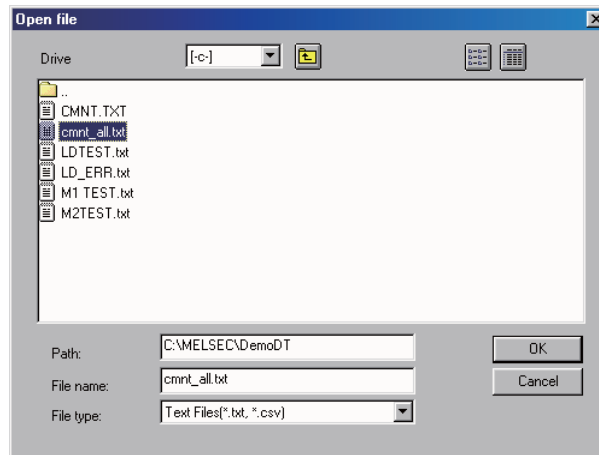 Open file
Drive
[-c-]
..
CMNT.TXT
cmnt_all.txt
LDTEST.txt
LD_ERR.txt
M1 TEST.txt
M2TEST.txt
Path:
C:\MELSEC\DemoDT
OK
File name:
cmnt_all.txt
Cancel
File type:
Text Files(*.txt, *.csv)